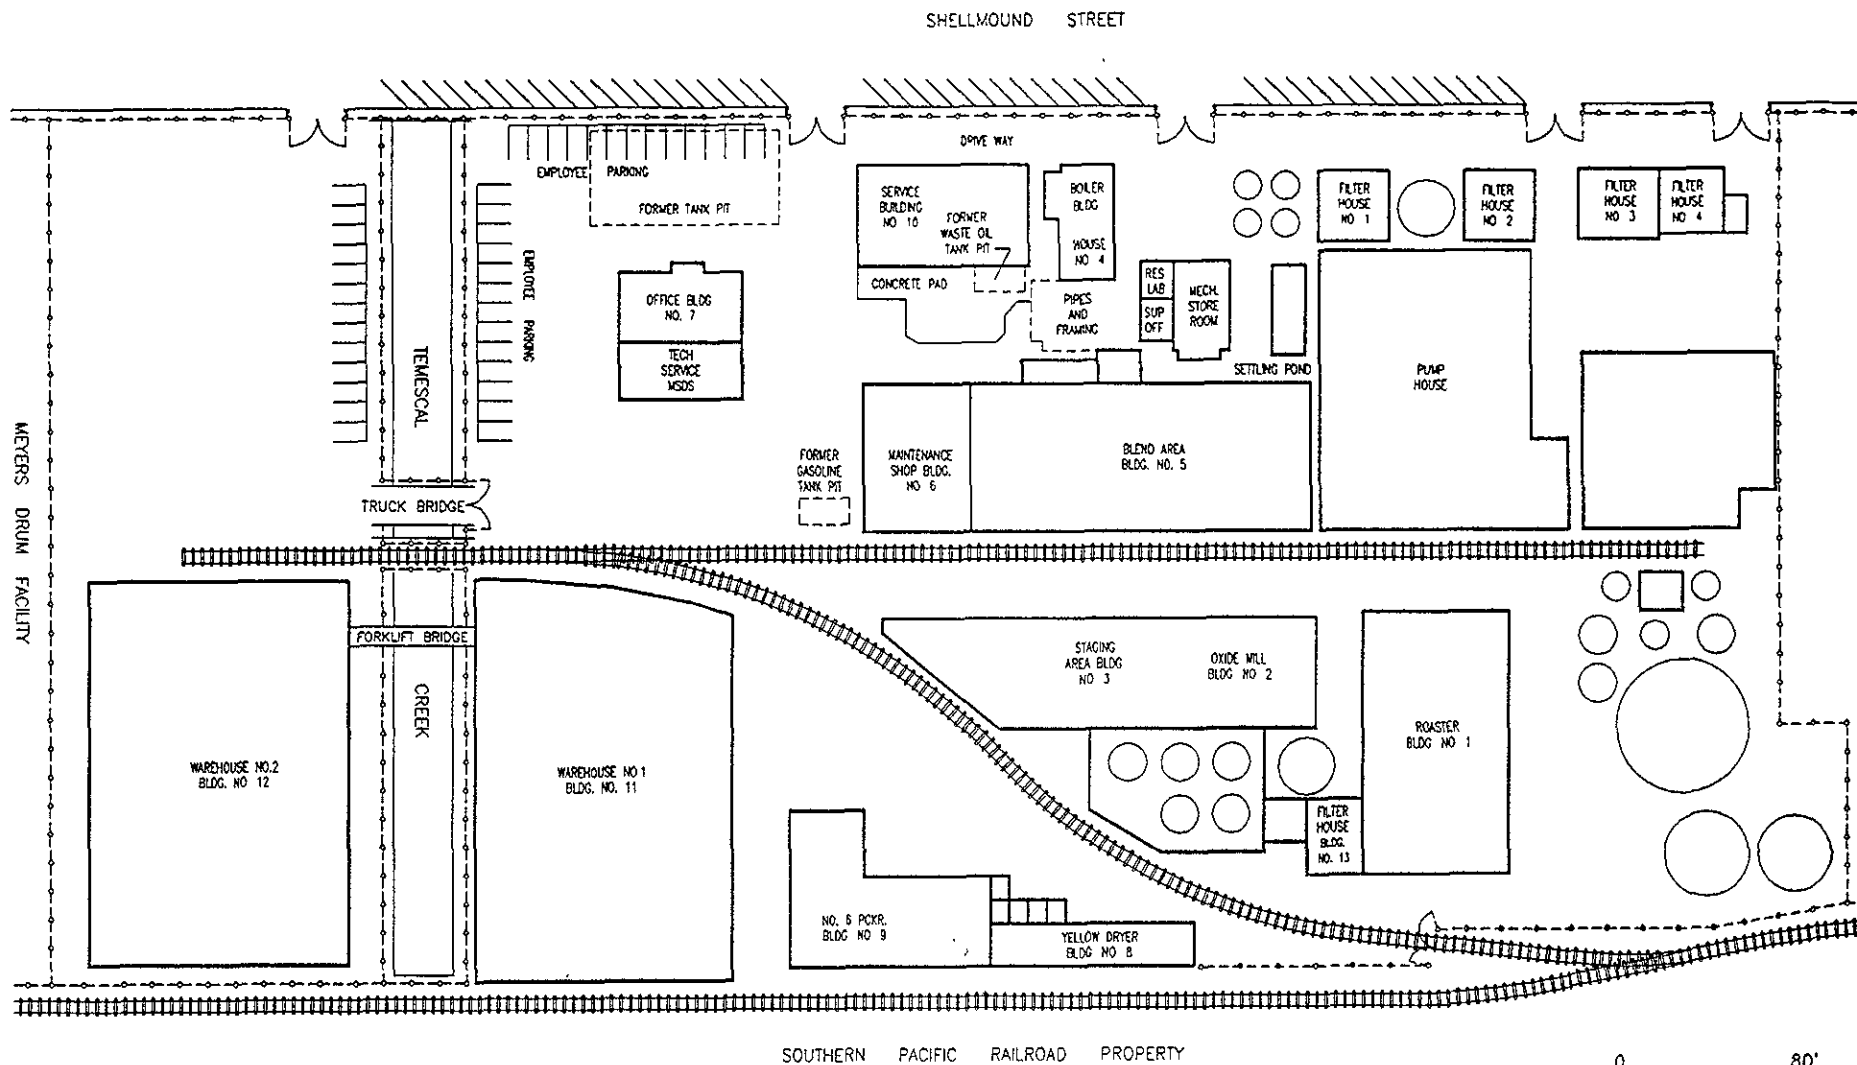 SHELLMOUND STREET
DRIVE WAY
EMPLOYEE PARKING
FORMER TANK PIT
SERVICE
BUILDING
NO 10
FORMER
WASTE OIL
TANK PIT
BOILER
BLDG
HOUSE
NO 4
FILTER
HOUSE
NO 1
FILTER
HOUSE
NO 2
FILTER
HOUSE
NO 3
FILTER
HOUSE
NO 4
EMPLOYEE PARKING
OFFICE BLDG
NO. 7
TECH
SERVICE
MSDS
CONCRETE PAD
PIPES
AND
FRAMING
RES
LAB
SUP
OFF
MECH.
STORE
ROOM
SETTLING POND
PUMP
HOUSE
TEMESCAL
CREEK
MEYERS DRUM FACILITY
TRUCK BRIDGE
FORMER
GASOLINE
TANK PIT
MAINTENANCE
SHOP BLDG.
NO 6
BLEND AREA
BLDG. NO. 5
FORKLIFT BRIDGE
STAGING
AREA BLDG
NO 3
OXIDE MILL
BLDG NO 2
ROASTER
BLDG NO 1
WAREHOUSE NO.2
BLDG. NO 12
WAREHOUSE NO 1
BLDG. NO. 11
FILTER
HOUSE
BLDG.
NO. 13
NO. 6 PCKR.
BLDG NO 9
YELLOW DRYER
BLDG NO 8
SOUTHERN PACIFIC RAILROAD PROPERTY
0 80'